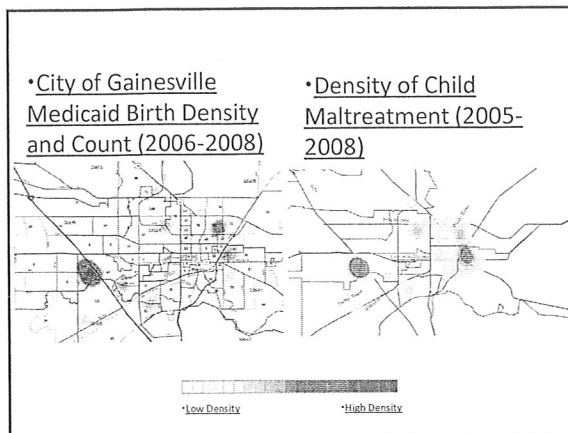 •City of Gainesville
Medicaid Birth Density
and Count (2006-2008)
•Density of Child
Maltreatment (2005-
2008)
•Low Density
•High Density